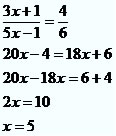 (3x+1)/(5x-1) = 4/6
20x-4=18x+6
20x-18x=6+4
2x=10
x=5